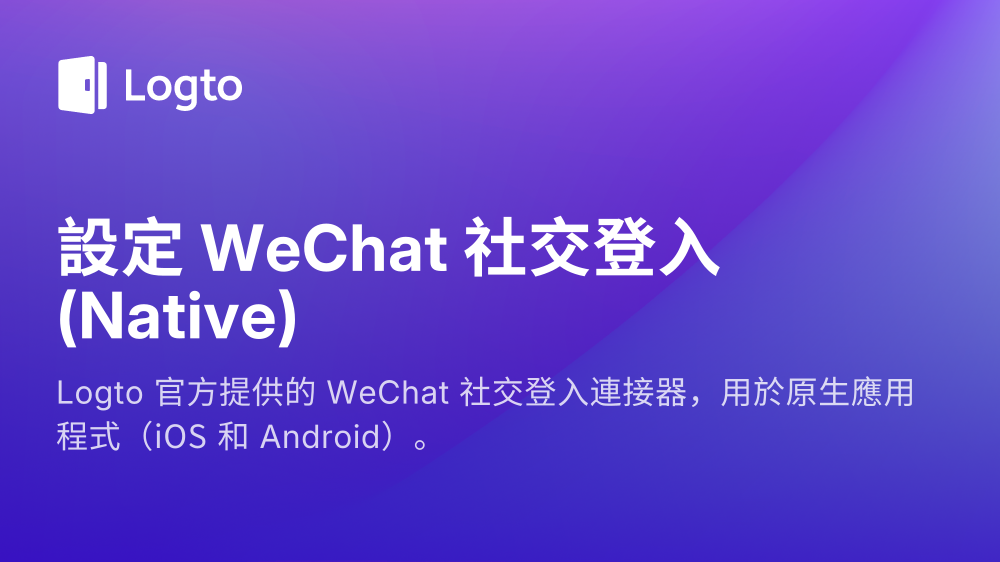 Logto
設定 WeChat 社交登入
(Native)
Logto 官方提供的 WeChat 社交登入連接器，用於原生應用
程式（iOS 和 Android）。